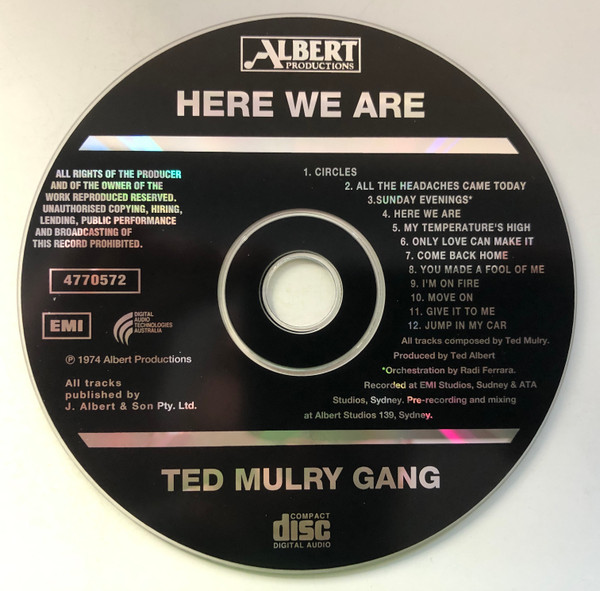 ALBERT
PRODUCTIONS
HERE WE ARE
ALL RIGHTS OF THE PRODUCER
AND OF THE OWNER OF THE
WORK REPRODUCED RESERVED.
UNAUTHORISED COPYING, HIRING,
LENDING, PUBLIC PERFORMANCE
AND BROADCASTING OF
THIS RECORD PROHIBITED.
4770572
EMI
DIGITAL
AUDIO
TECHNOLOGIES
AUSTRALIA
℗ 1974 Albert Productions
All tracks
published by
J. Albert & Son Pty. Ltd.
1. CIRCLES
2. ALL THE HEADACHES CAME TODAY
3.SUNDAY EVENINGS*
4. HERE WE ARE
5. MY TEMPERATURE'S HIGH
6. ONLY LOVE CAN MAKE IT
7. COME BACK HOME
8. YOU MADE A FOOL OF ME
9. I'M ON FIRE
10. MOVE ON
11. GIVE IT TO ME
12. JUMP IN MY CAR
All tracks composed by Ted Mulry.
Produced by Ted Albert
*Orchestration by Radi Ferrara.
Recorded at EMI Studios, Sudney & ATA
Studios, Sydney. Pre-recording and mixing
at Albert Studios 139, Sydney.
TED MULRY GANG
COMPACT
disc
DIGITAL AUDIO